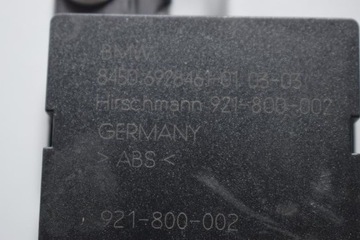 BMW
8450.6928461-01 08-03
Hirschmann 921-800-002
GERMANY
> ABS <
921-800-002